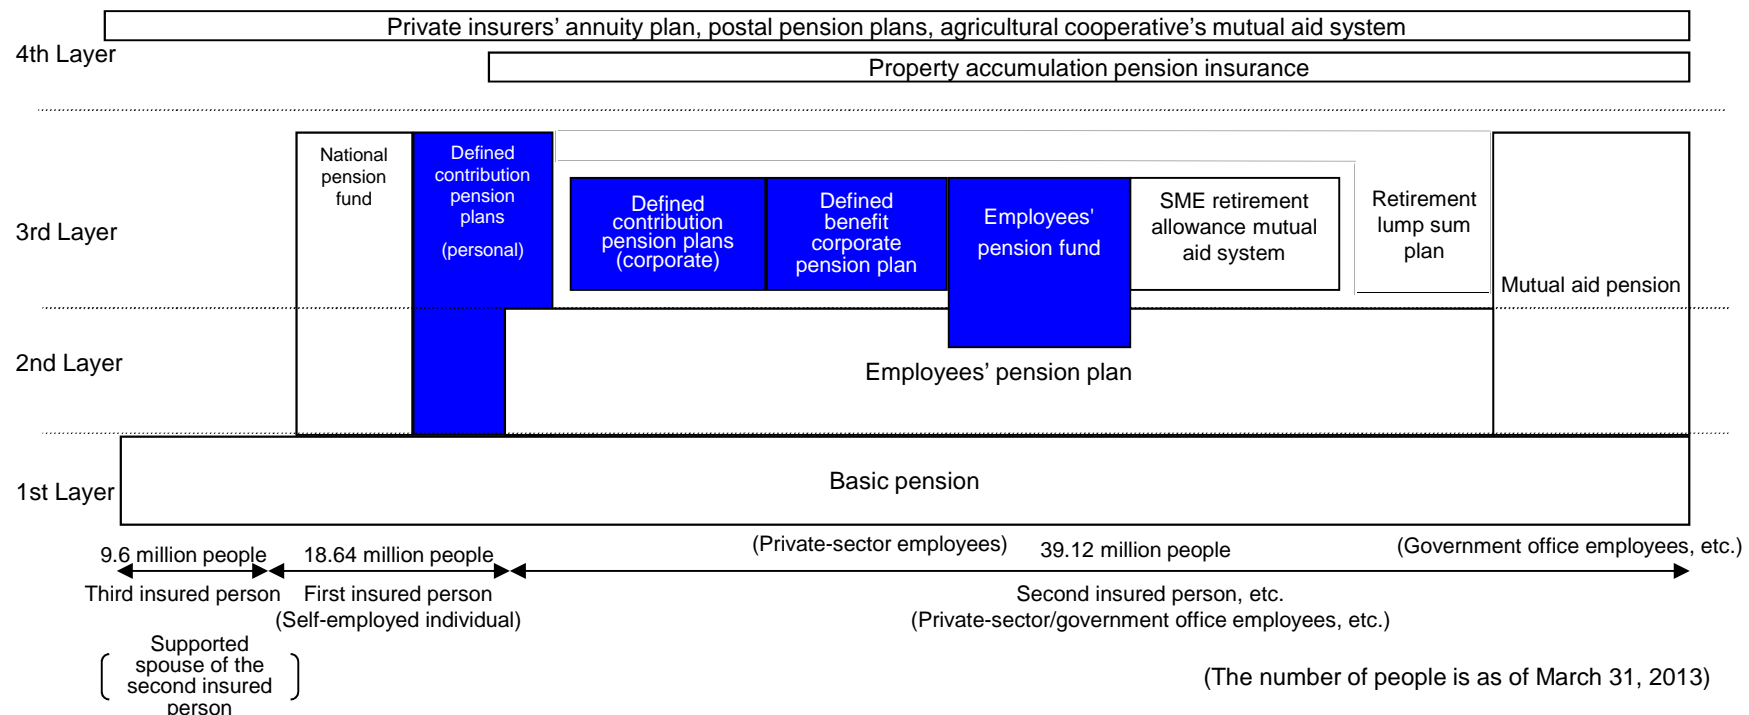 Private insurers’ annuity plan, postal pension plans, agricultural cooperative’s mutual aid system
4th Layer
Property accumulation pension insurance
National
pension
fund
Defined
contribution
pension
plans
(personal)
3rd Layer
Defined
contribution
pension plans
(corporate)
Defined
benefit
corporate
pension plan
Employees'
pension fund
SME retirement
allowance mutual
aid system
Retirement
lump sum
plan
Mutual aid pension
2nd Layer
Employees’ pension plan
1st Layer
Basic pension
9.6 million people
18.64 million people
(Private-sector employees)
39.12 million people
(Government office employees, etc.)
Third insured person
First insured person
(Self-employed individual)
Second insured person, etc.
(Private-sector/government office employees, etc.)
Supported
spouse of the
second insured
person
(The number of people is as of March 31, 2013)